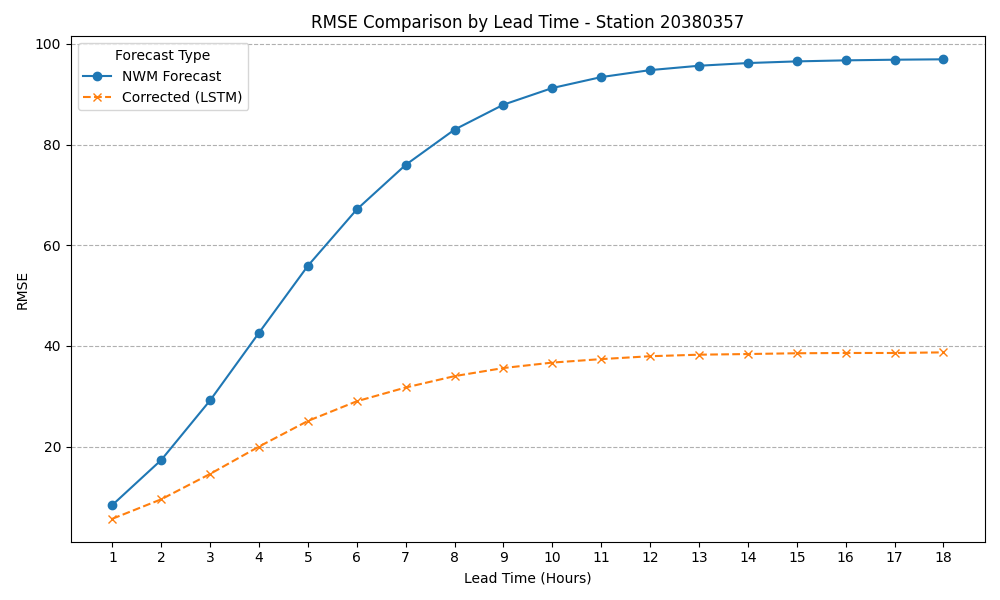 RMSE Comparison by Lead Time - Station 20380357
Forecast Type
NWM Forecast
Corrected (LSTM)
100
80
60
40
20
RMSE
1 2 3 4 5 6 7 8 9 10 11 12 13 14 15 16 17 18
Lead Time (Hours)